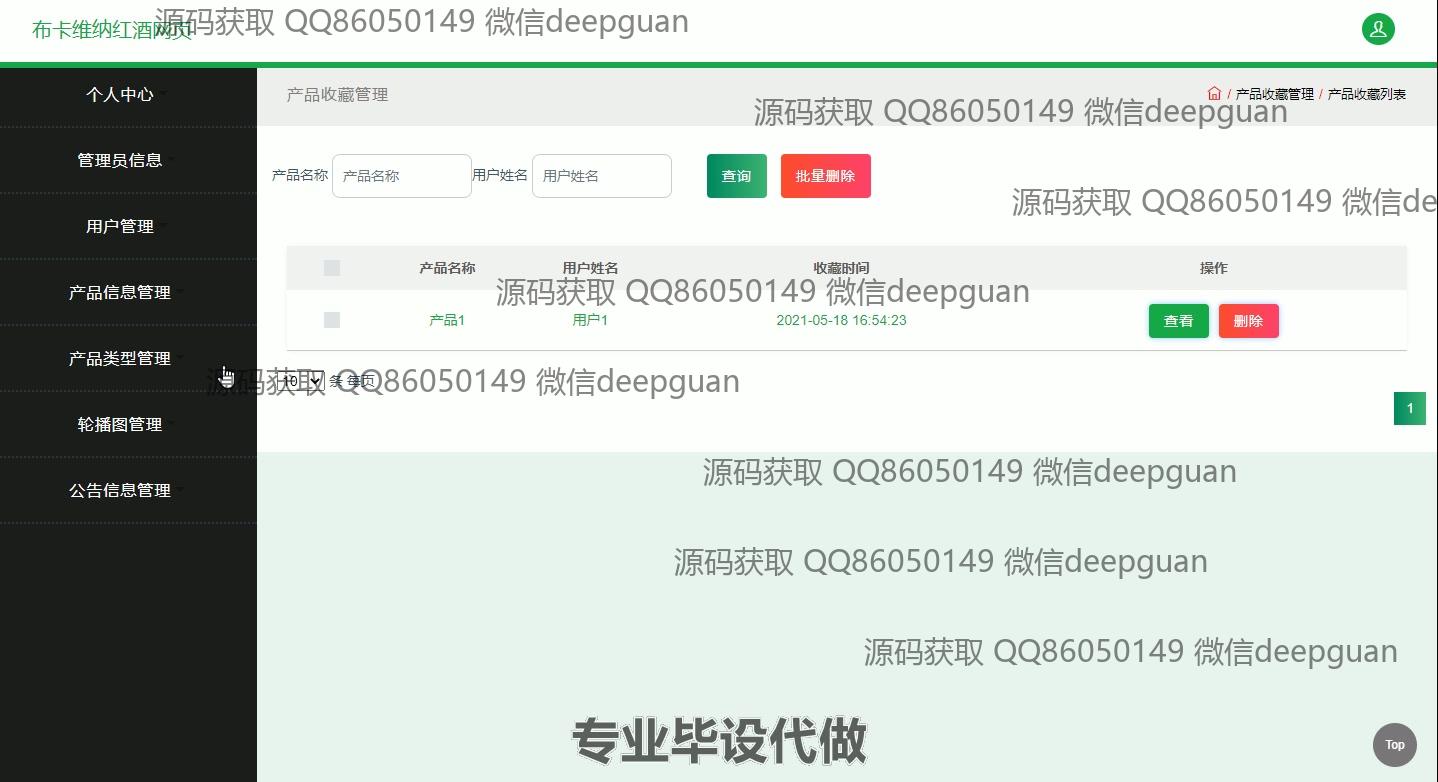 布卡维纳红酒网页
源码获取 QQ86050149 微信deepguan
个人中心
管理员信息
用户管理
产品信息管理
产品类型管理
轮播图管理
公告信息管理
产品收藏管理
/ 产品收藏管理 / 产品收藏列表
源码获取 QQ86050149 微信deepguan
产品名称 产品名称 用户姓名 用户姓名 查询 批量删除
源码获取 QQ86050149 微信de
产品名称 用户姓名 收藏时间 操作
源码获取 QQ86050149 微信deepguan
产品1 用户1 2021-05-18 16:54:23 查看 删除
10 条 每页
源码获取 QQ86050149 微信deepguan
1
源码获取 QQ86050149 微信deepguan
源码获取 QQ86050149 微信deepguan
源码获取 QQ86050149 微信deepguan
专业毕设代做
Top